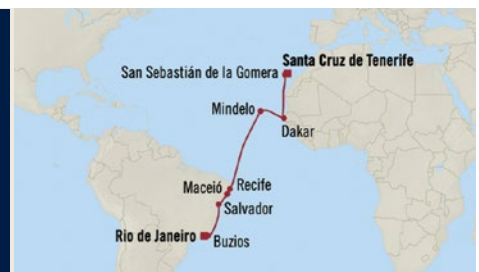 Santa Cruz de Tenerife
San Sebastián de la Gomera
Mindelo
Dakar
Maceió
Recife
Salvador
Rio de Janeiro
Buzios